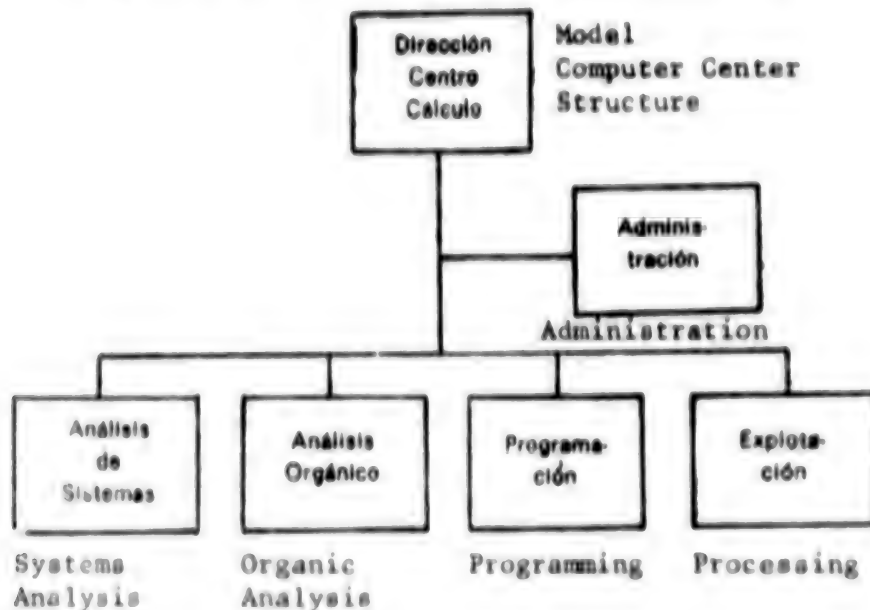 Dirección
Centro
Cálculo
Model
Computer Center
Structure
Adminis-
tración
Administration
Análisis
de
Sistemas
Análisis
Orgánico
Programa-
ción
Explota-
ción
Systems
Analysis
Organic
Analysis
Programming
Processing